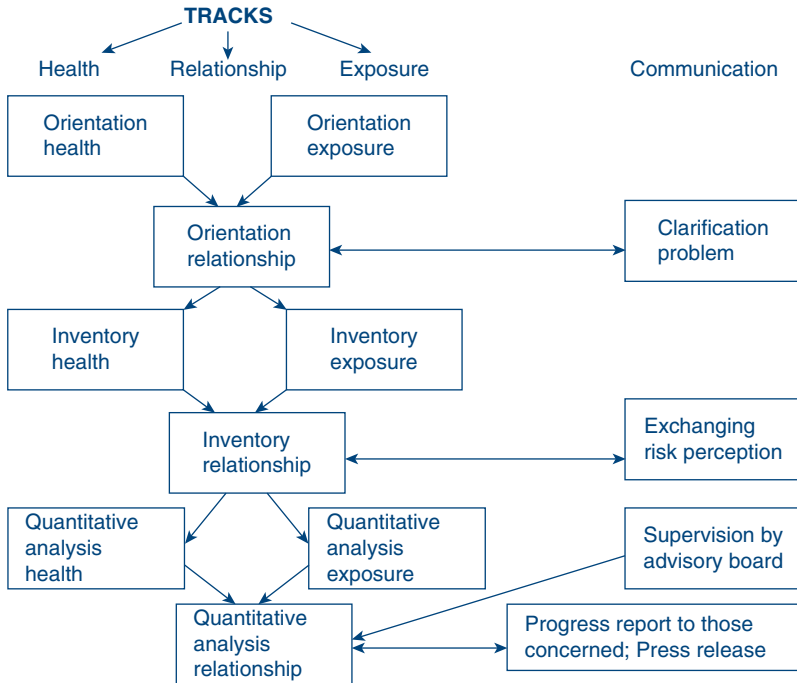 TRACKS
Health Relationship Exposure Communication
Orientation
health
Orientation
exposure
Orientation
relationship
Clarification
problem
Inventory
health
Inventory
exposure
Inventory
relationship
Exchanging
risk perception
Quantitative
analysis
health
Quantitative
analysis
exposure
Supervision by
advisory board
Quantitative
analysis
relationship
Progress report to those
concerned; Press release